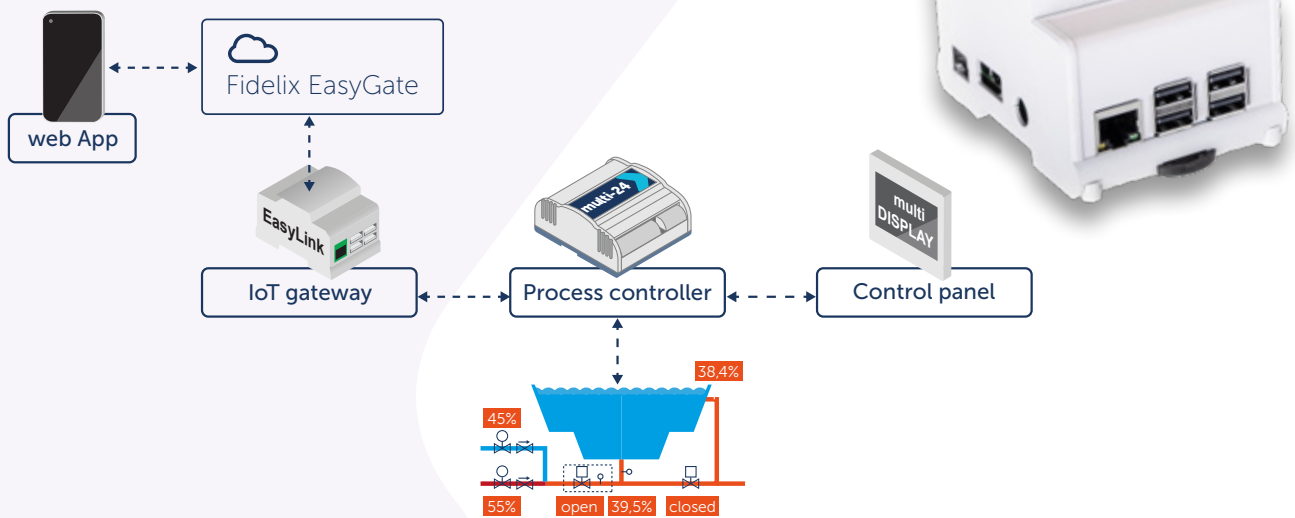 Fidelix EasyGate
web App
EasyLink
multi-24
multi
DISPLAY
IoT gateway
Process controller
Control panel
38,4%
45%
55%
open
39,5%
closed